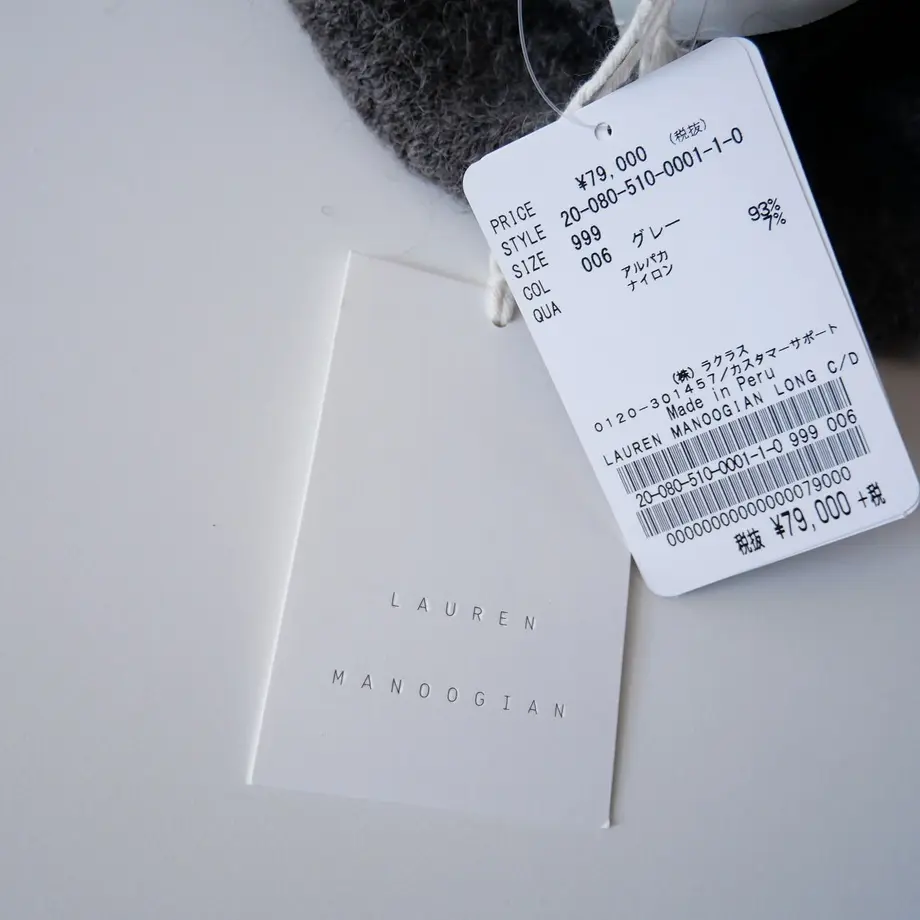 PRICE ¥79,000 (税抜)
STYLE 20-080-510-0001-1-0
SIZE 999
COL 006 グレー
QUA アルパカ 93%
ナイロン 7%
(株) ラクラス
0120-301457/カスタマーサポート
Made in Peru
LAUREN MANOOGIAN LONG C/D
20-080-510-0001-1-0 999 006
00000000000000079000
税抜 ¥79,000 +税
LAUREN
MANOOGIAN